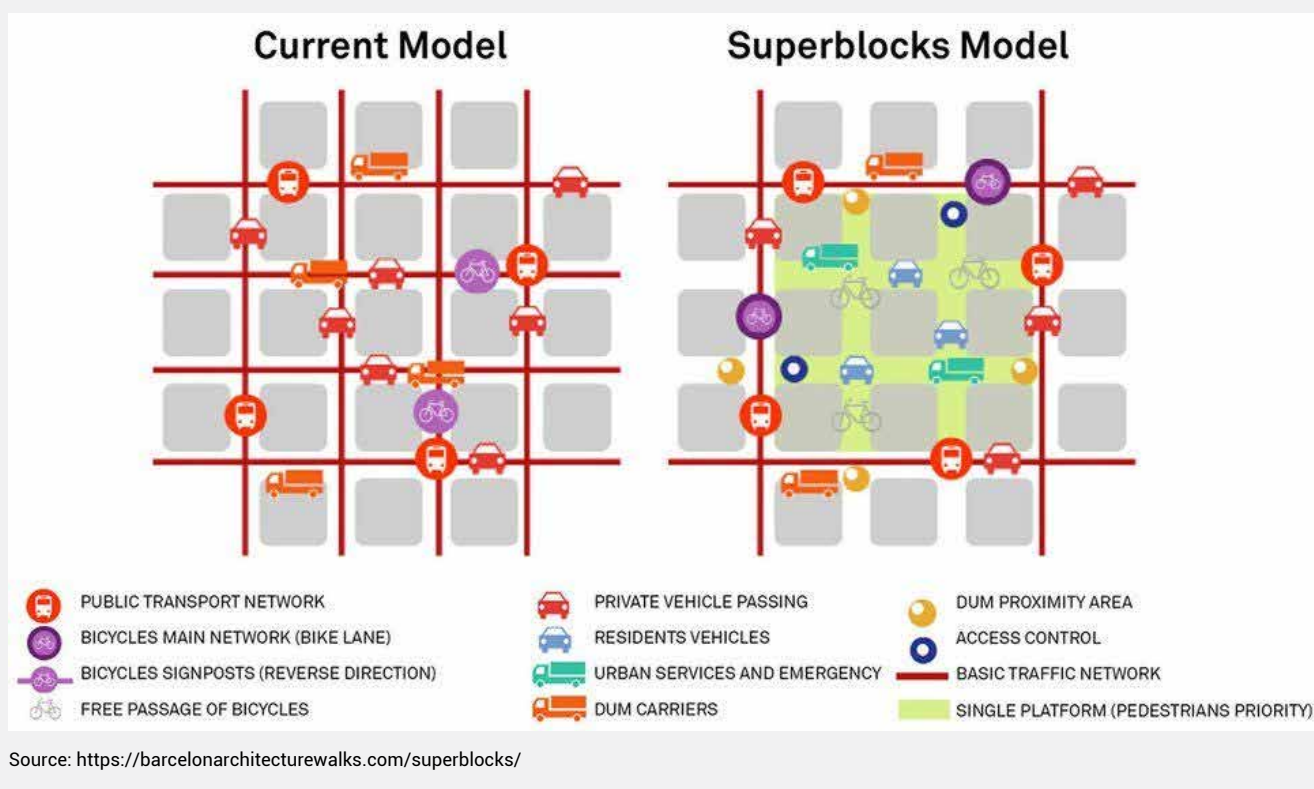 Current Model
Superblocks Model
PUBLIC TRANSPORT NETWORK
BICYCLES MAIN NETWORK (BIKE LANE)
BICYCLES SIGNPOSTS (REVERSE DIRECTION)
FREE PASSAGE OF BICYCLES
PRIVATE VEHICLE PASSING
RESIDENTS VEHICLES
URBAN SERVICES AND EMERGENCY
DUM CARRIERS
DUM PROXIMITY AREA
ACCESS CONTROL
BASIC TRAFFIC NETWORK
SINGLE PLATFORM (PEDESTRIANS PRIORITY)
Source: https://barcelonarchitecturewalks.com/superblocks/